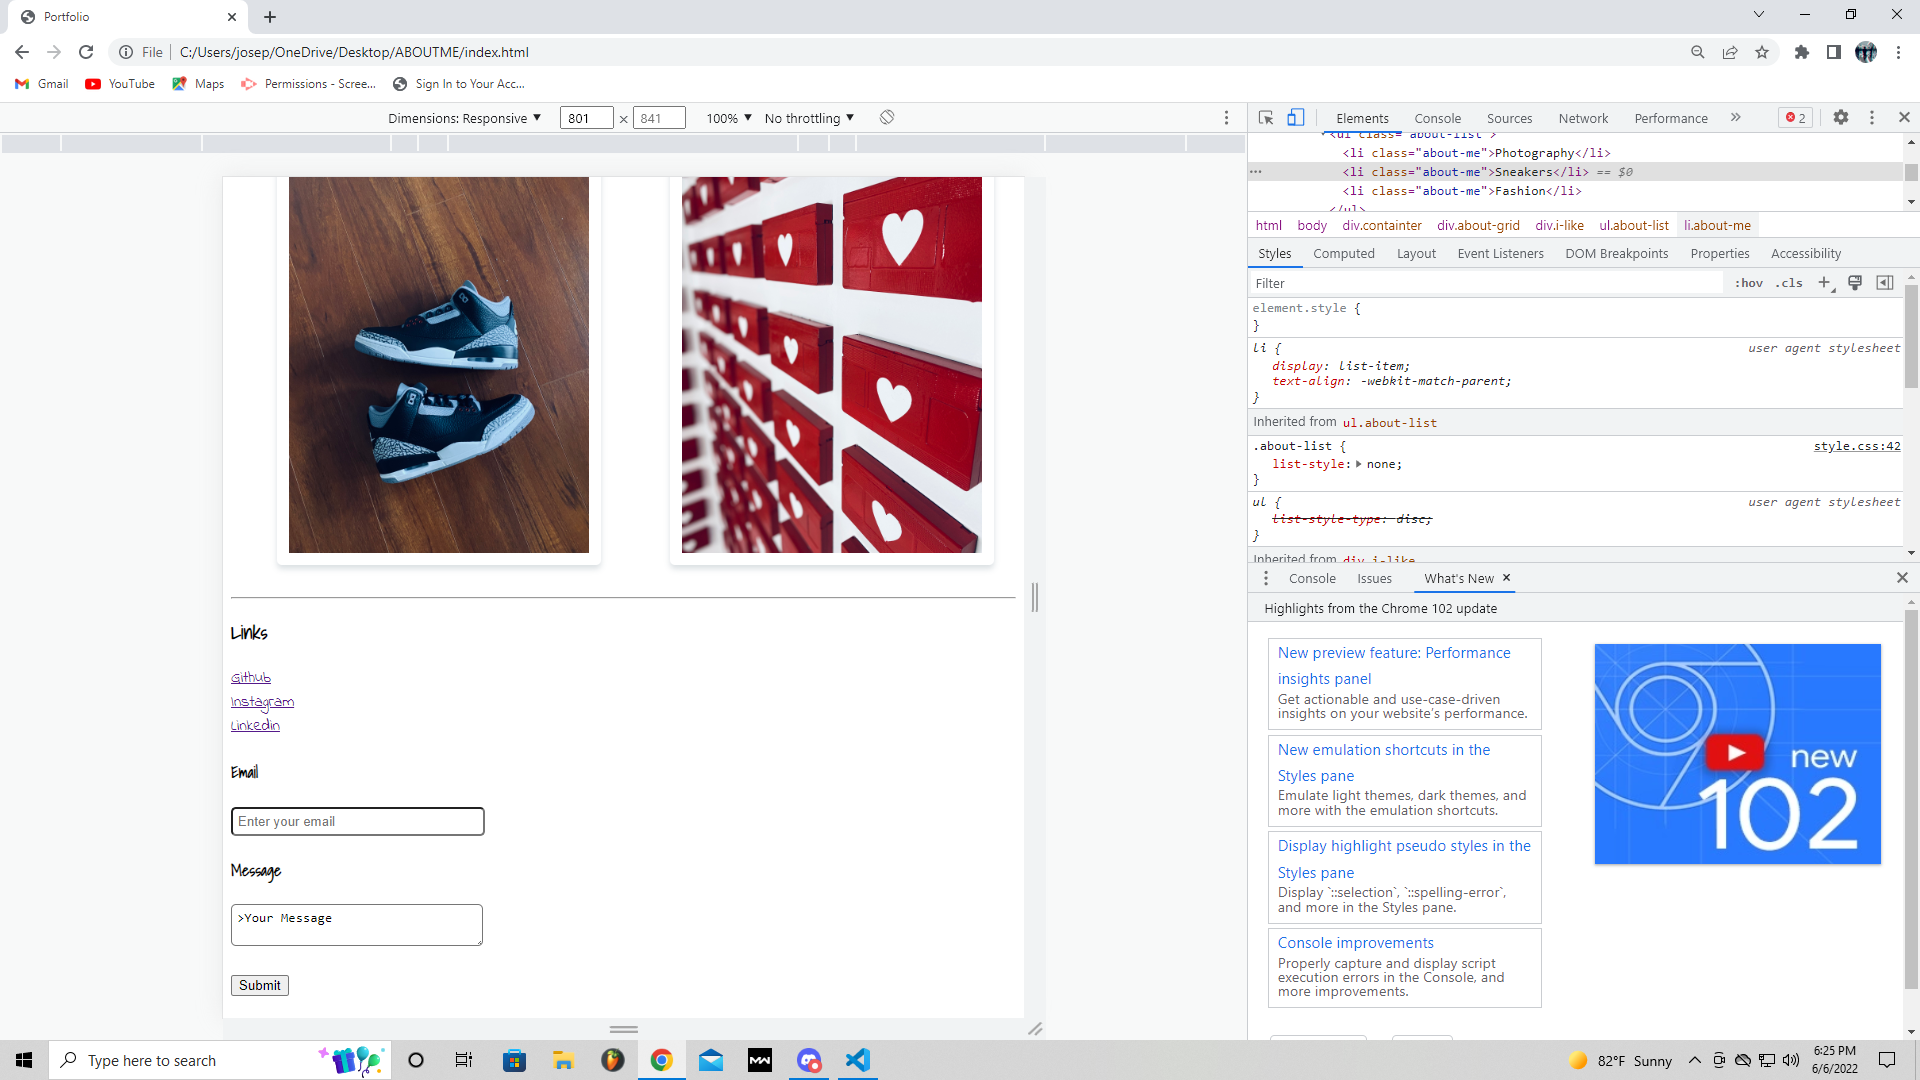 Portfolio
File
C:/Users/josep/OneDrive/Desktop/ABOUTME/index.html
Gmail
YouTube
Maps
Permissions - Scree...
Sign In to Your Acc...
Dimensions: Responsive
801 × 841
100%
No throttling
Elements
Console
Sources
Network
Performance
2
<ul class="about-list">
<li class="about-me">Photography</li>
<li class="about-me">Sneakers</li> == $0
<li class="about-me">Fashion</li>
</ul>
html body div.containter div.about-grid div.i-like ul.about-list li.about-me
Styles Computed Layout Event Listeners DOM Breakpoints Properties Accessibility
Filter
:hov .cls
element.style {
}
li { user agent stylesheet
display: list-item;
text-align: -webkit-match-parent;
}
Inherited from ul.about-list
.about-list { style.css:42
list-style: none;
}
ul { user agent stylesheet
list-style-type: disc;
}
Inherited from div.i-like
Links
Github
Instagram
Linkedin
Email
Enter your email
Message
>Your Message
Submit
Console Issues What's New
Highlights from the Chrome 102 update
New preview feature: Performance
insights panel
Get actionable and use-case-driven
insights on your website's performance.
New emulation shortcuts in the
Styles pane
Emulate light themes, dark themes, and
more with the emulation shortcuts.
Display highlight pseudo styles in the
Styles pane
Display `::selection`, `::spelling-error`,
and more in the Styles pane.
Console improvements
Properly capture and display script
execution errors in the Console, and
more improvements.
new
102
Type here to search
MW
82°F Sunny
6:25 PM
6/6/2022